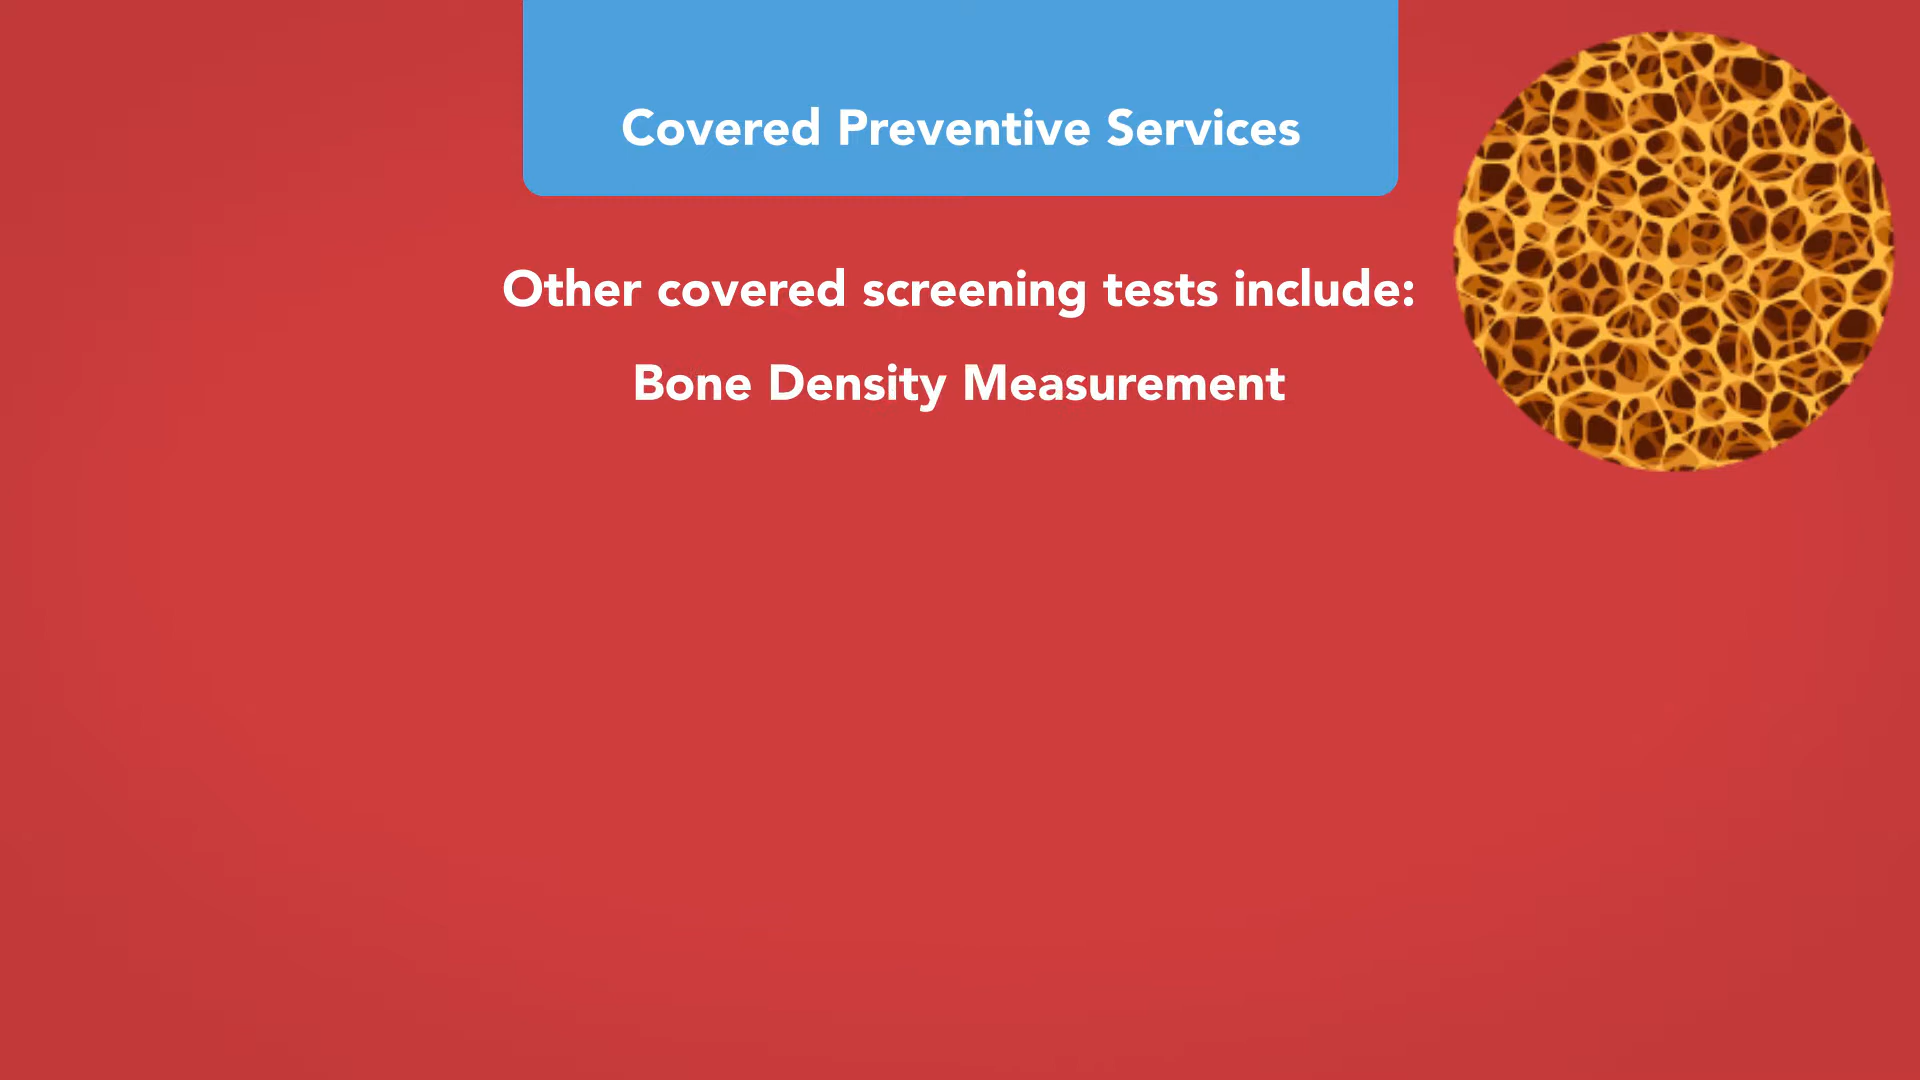 Covered Preventive Services
Other covered screening tests include:
Bone Density Measurement